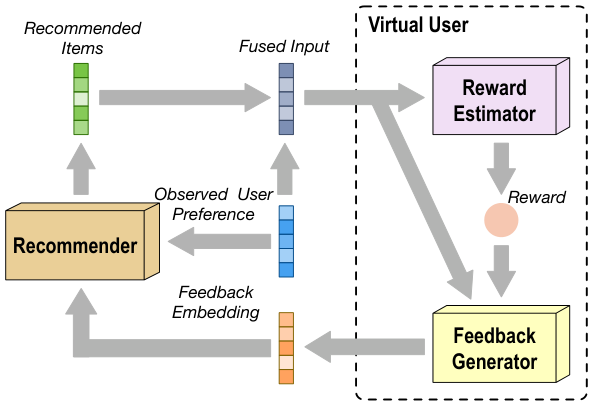 Recommended
Items
Fused Input
Virtual User
Reward
Estimator
Reward
Observed User
Preference
Recommender
Feedback
Embedding
Feedback
Generator